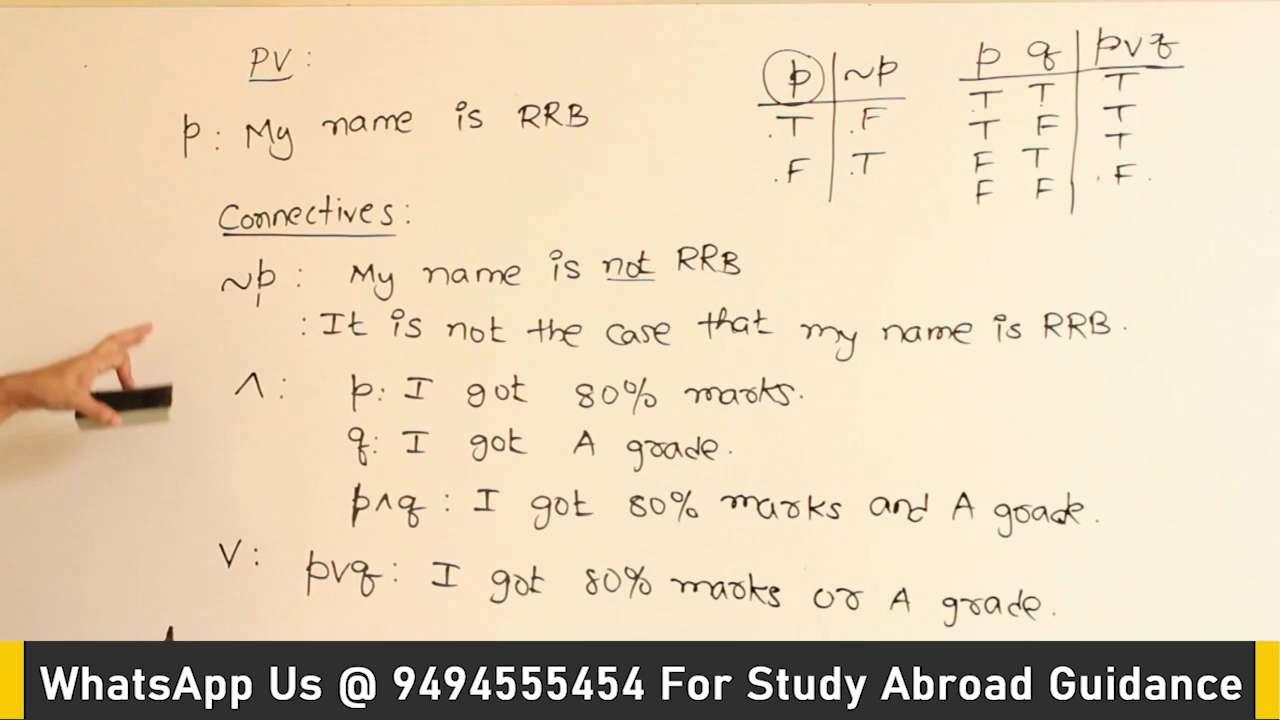 PV:
p: My name is RRB
Connectives:
~p: My name is not RRB
: It is not the case that my name is RRB.
∧: p: I got 80% marks.
q: I got A grade.
p∧q: I got 80% marks and A grade.
∨: p∨q: I got 80% marks or A grade.
p ~p
T F
F T
p q p∨q
T T T
T F T
F T T
F F F
WhatsApp Us @ 9494555454 For Study Abroad Guidance